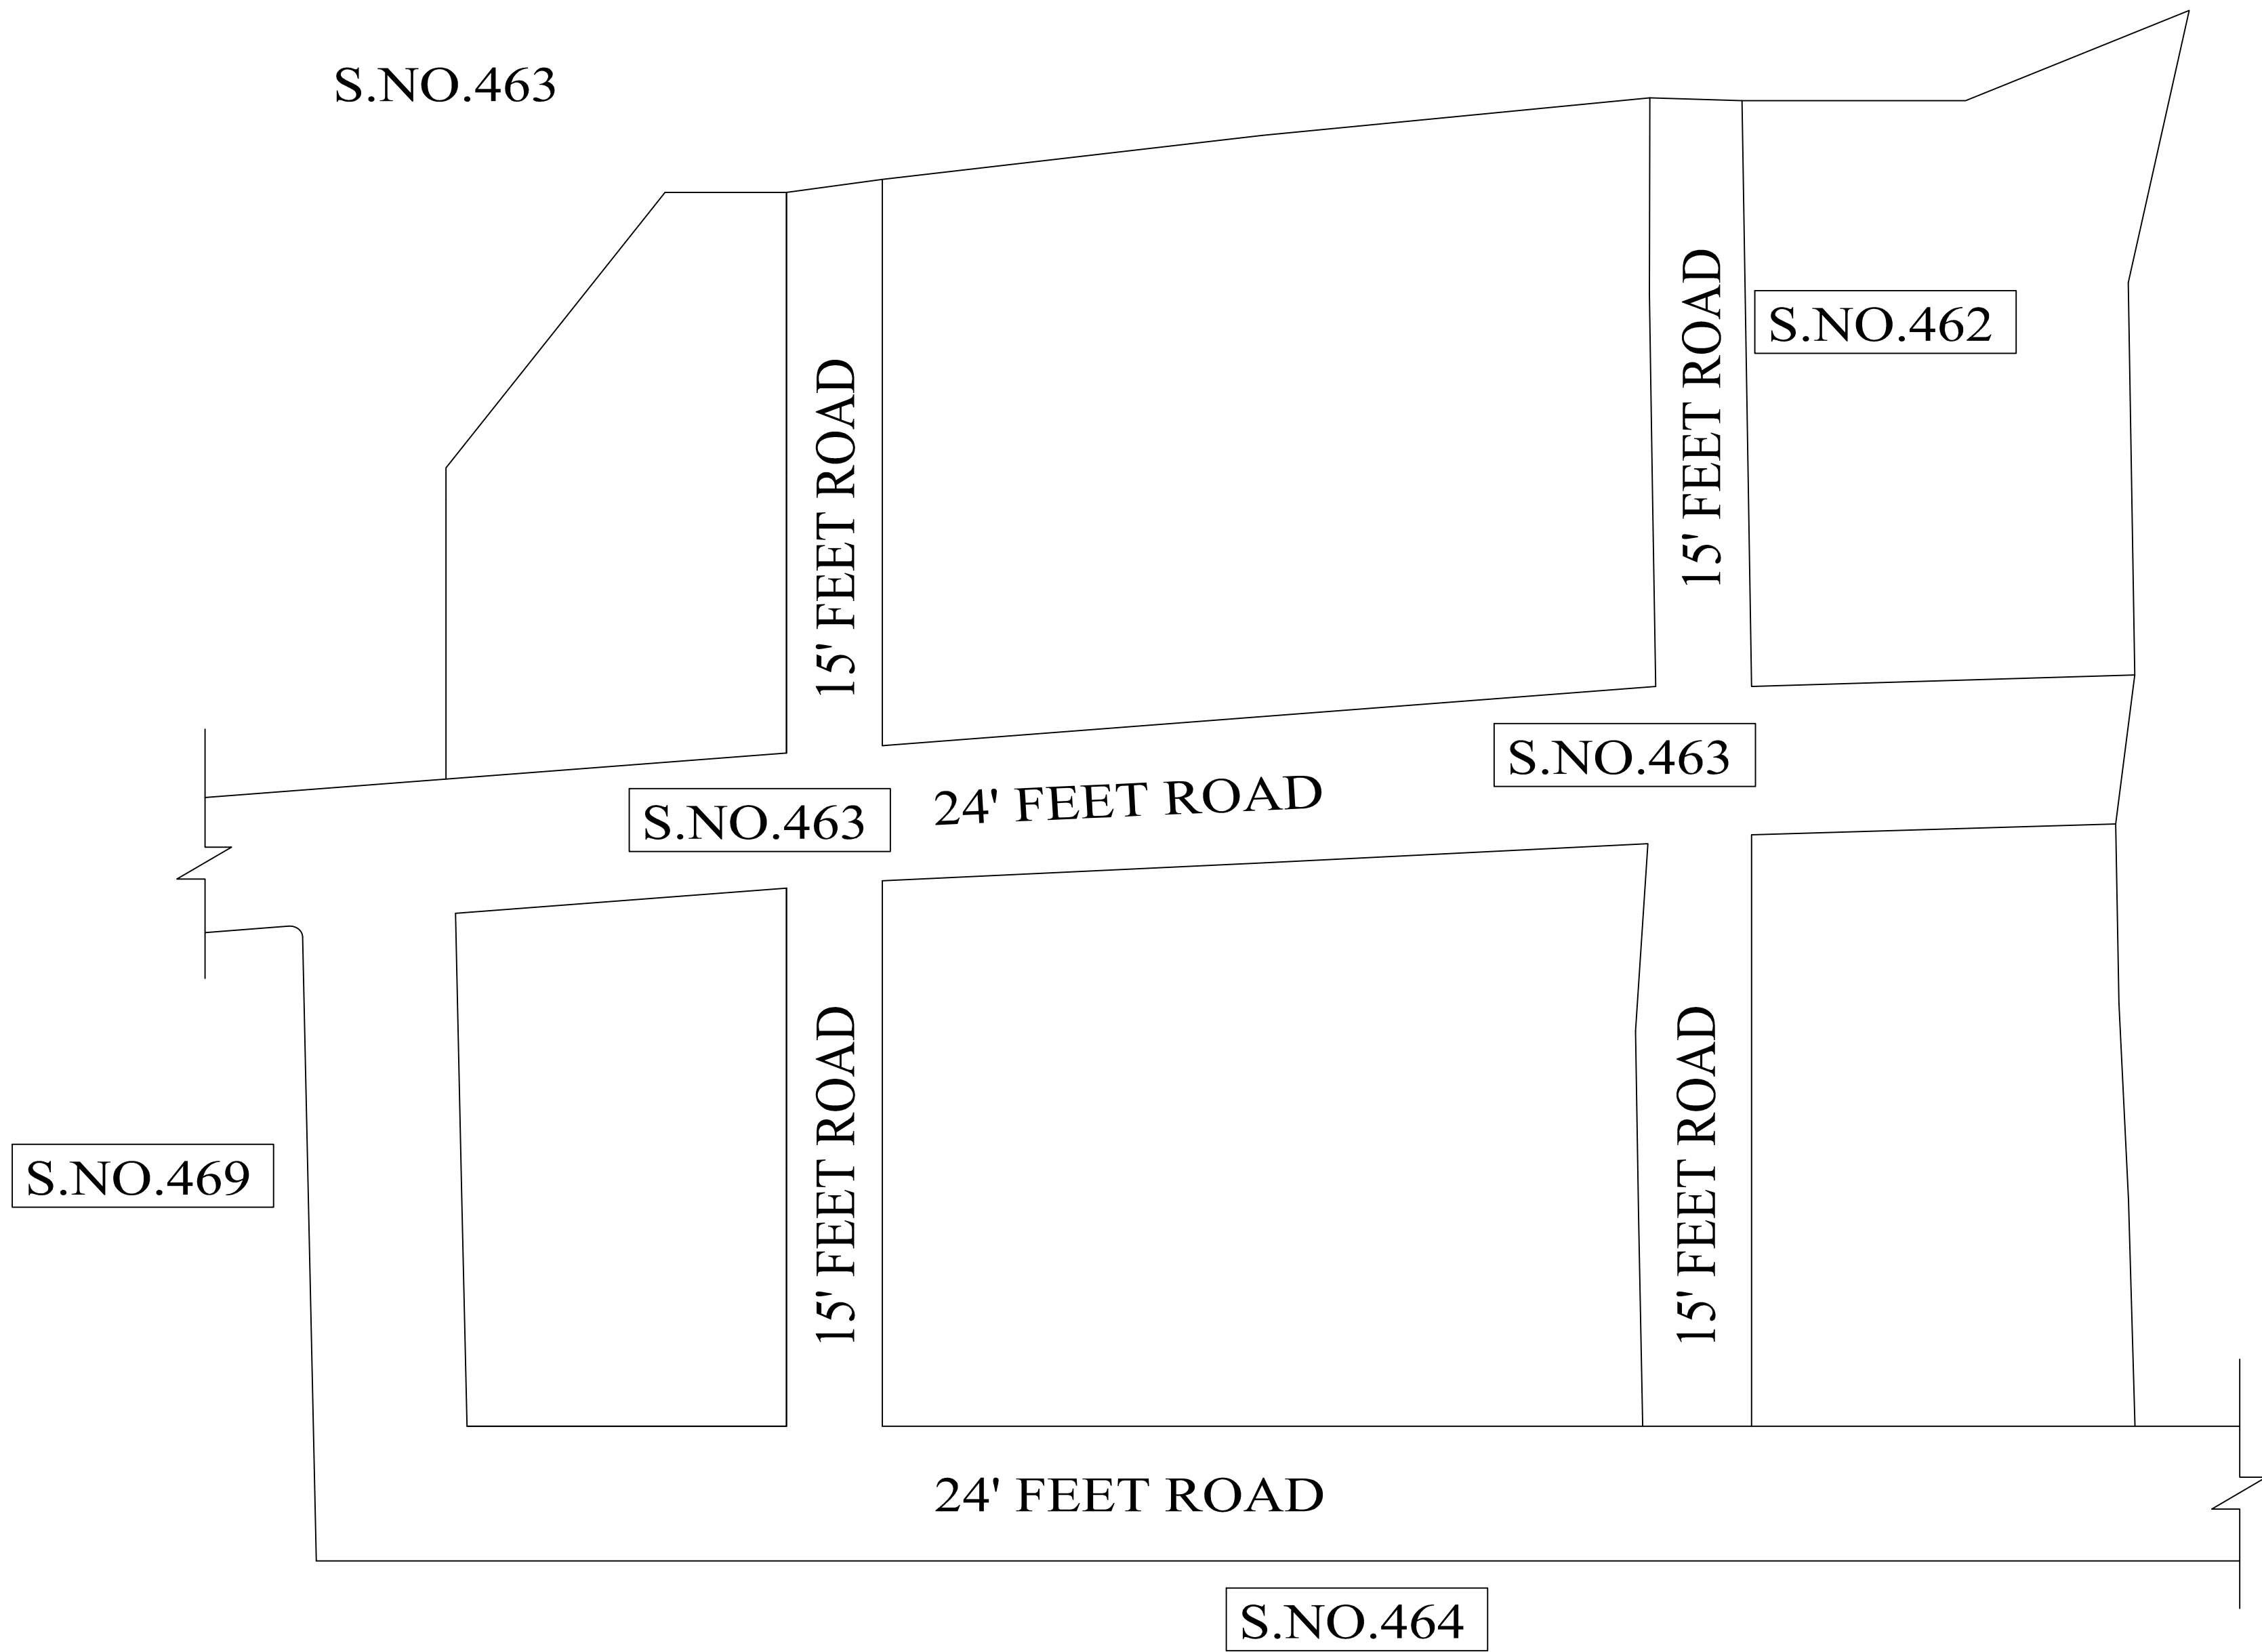 S.NO.463
15' FEET ROAD
15' FEET ROAD
S.NO.462
S.NO.463
24' FEET ROAD
S.NO.463
S.NO.469
15' FEET ROAD
15' FEET ROAD
24' FEET ROAD
S.NO.464